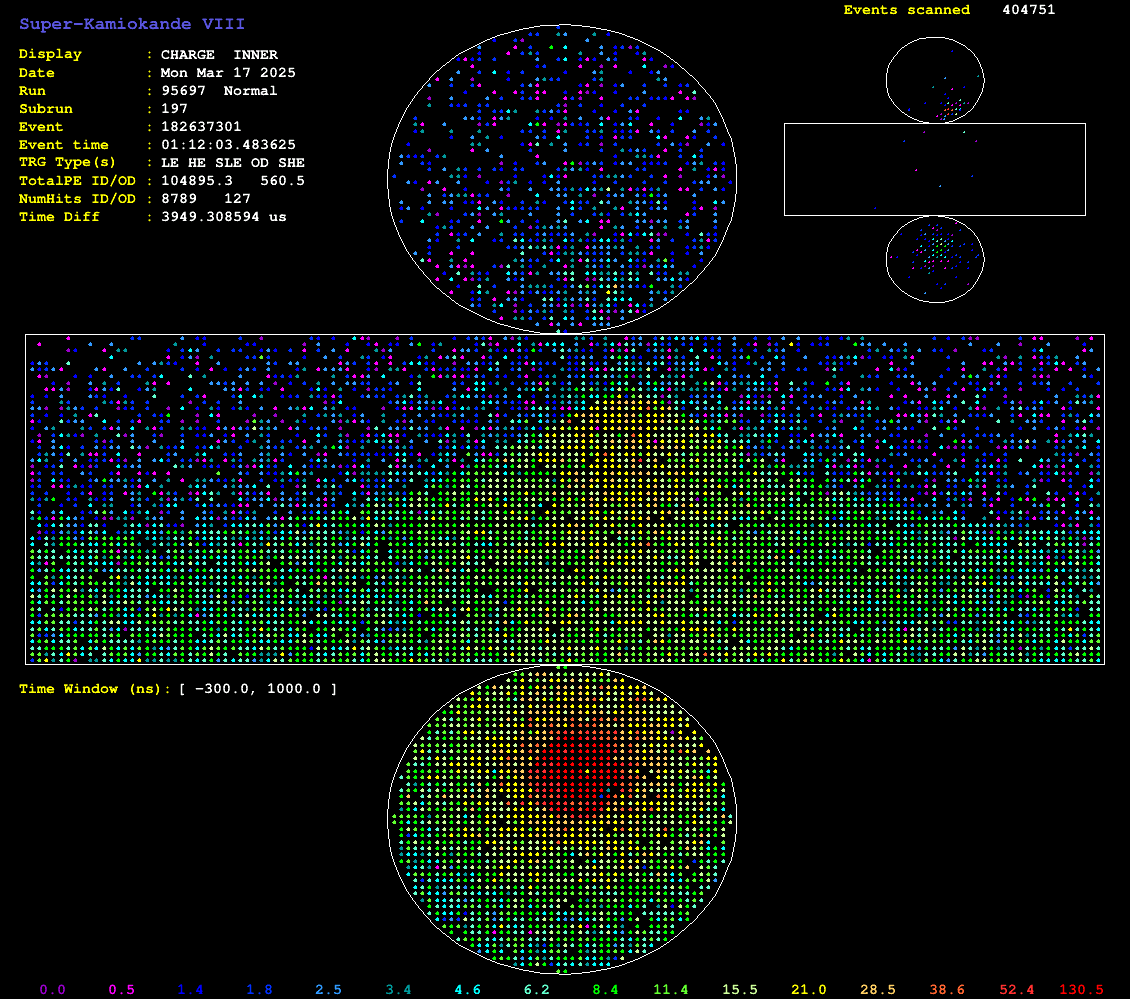 Super-Kamiokande VIII
Events scanned 404751
Display : CHARGE INNER
Date : Mon Mar 17 2025
Run : 95697 Normal
Subrun : 197
Event : 182637301
Event time : 01:12:03.483625
TRG Type(s) : LE HE SLE OD SHE
TotalPE ID/OD : 104895.3 560.5
NumHits ID/OD : 8789 127
Time Diff : 3949.308594 us
Time Window (ns): [ -300.0, 1000.0 ]
0.0 0.5 1.4 1.8 2.5 3.4 4.6 6.2 8.4 11.4 15.5 21.0 28.5 38.6 52.4 130.5